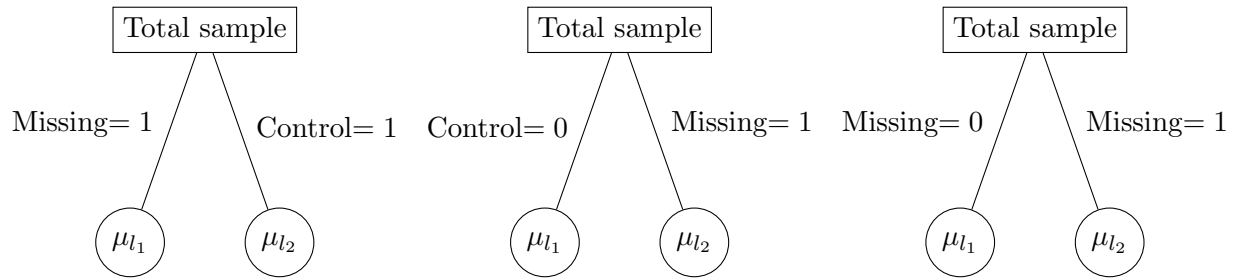 Total sample Total sample Total sample
Missing= 1 Control= 1 Control= 0 Missing= 1 Missing= 0 Missing= 1
μl₁ μl₂ μl₁ μl₂ μl₁ μl₂